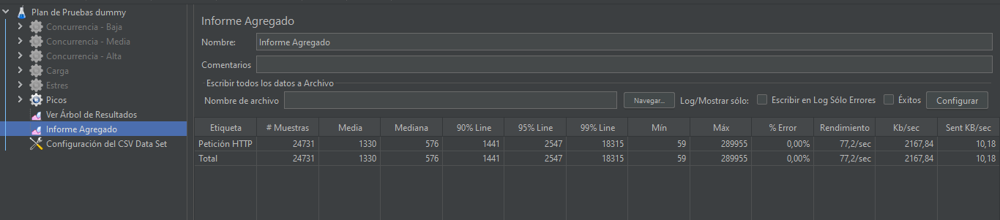 Plan de Pruebas dummy
Concurrencia - Baja
Concurrencia - Media
Concurrencia - Alta
Carga
Estres
Picos
Ver Árbol de Resultados
Informe Agregado
Configuración del CSV Data Set
Informe Agregado
Nombre: Informe Agregado
Comentarios
Escribir todos los datos a Archivo
Nombre de archivo Navegar... Log/Mostrar sólo: Escribir en Log Sólo Errores Éxitos Configurar
Etiqueta # Muestras Media Mediana 90% Line 95% Line 99% Line Mín Máx % Error Rendimiento Kb/sec Sent KB/sec
Petición HTTP 24731 1330 576 1441 2547 18315 59 289955 0,00% 77,2/sec 2167,84 10,18
Total 24731 1330 576 1441 2547 18315 59 289955 0,00% 77,2/sec 2167,84 10,18